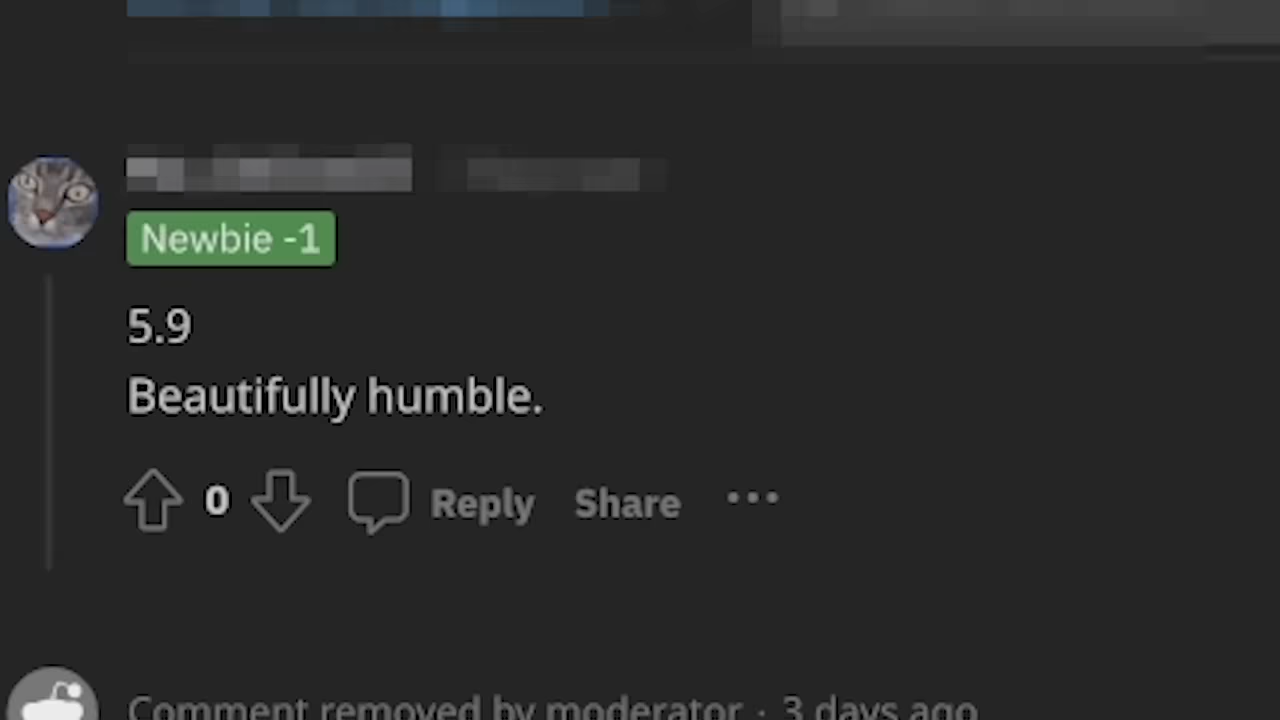 Newbie -1
5.9
Beautifully humble.
0 Reply Share
Comment removed by moderator · 3 days ago